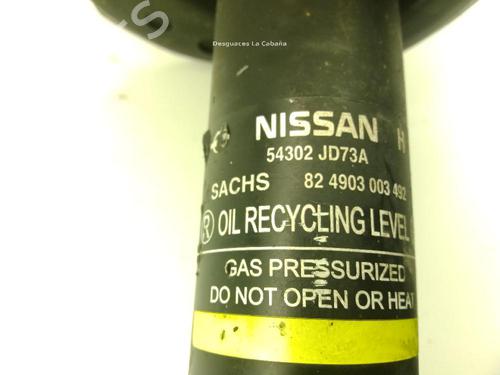 Desguaces La Cabaña
NISSAN H
54302 JD73A
SACHS 82 4903 003 492
R OIL RECYCLING LEVEL
GAS PRESSURIZED
DO NOT OPEN OR HEAT